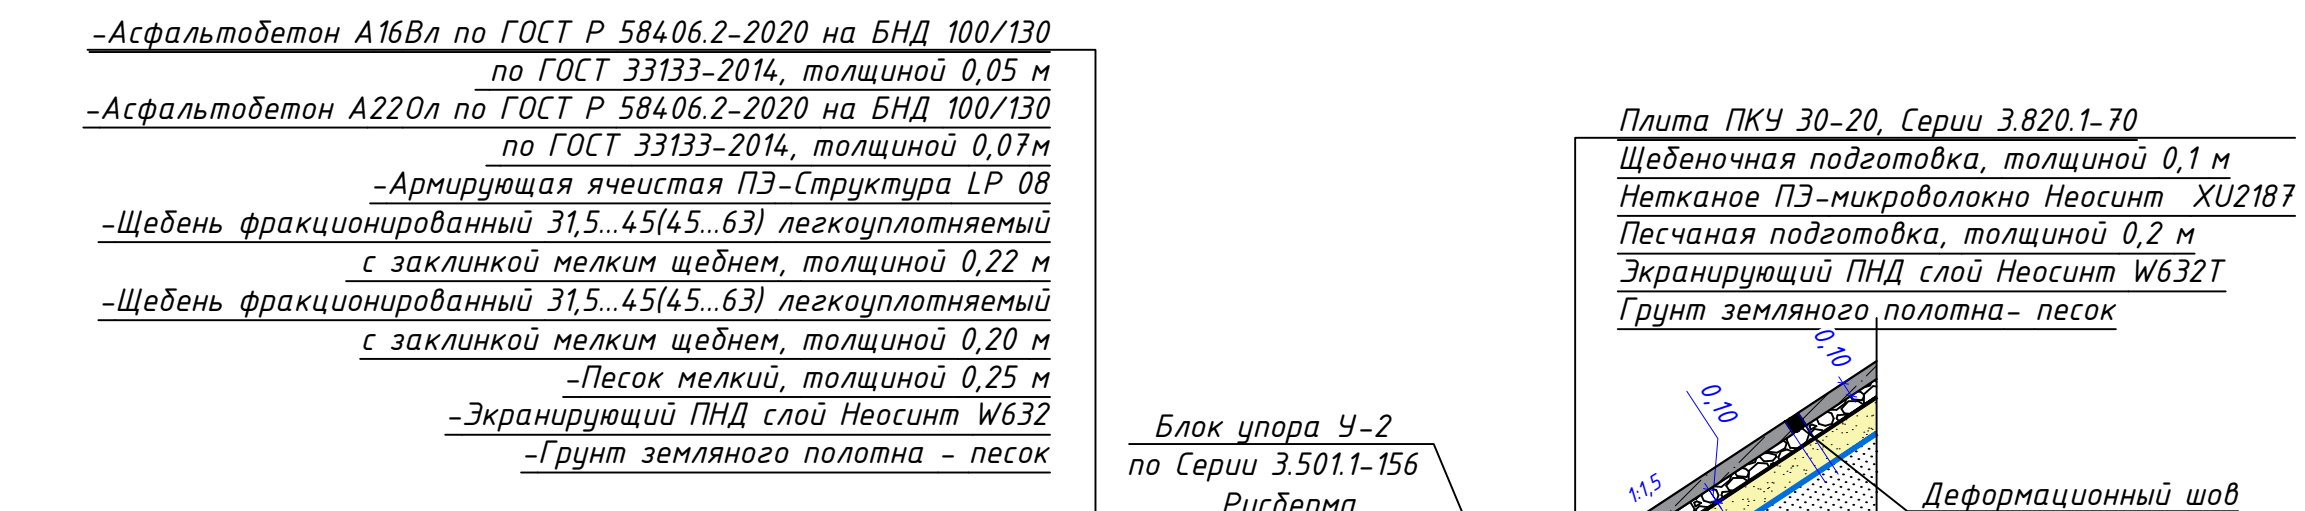 -Асфальтобетон А16Вл по ГОСТ Р 58406.2-2020 на БНД 100/130
по ГОСТ 33133-2014, толщиной 0,05 м
-Асфальтобетон А22Ол по ГОСТ Р 58406.2-2020 на БНД 100/130
по ГОСТ 33133-2014, толщиной 0,07м
-Армирующая ячеистая ПЭ-Структура LP 08
-Щебень фракционированный 31,5...45(45...63) легкоуплотняемый
с заклинкой мелким щебнем, толщиной 0,22 м
-Щебень фракционированный 31,5...45(45...63) легкоуплотняемый
с заклинкой мелким щебнем, толщиной 0,20 м
-Песок мелкий, толщиной 0,25 м
-Экранирующий ПНД слой Неосинт W632
-Грунт земляного полотна - песок
Блок упора У-2
по Серии 3.501.1-156
Рисберма
Плита ПКУ 30-20, Серии 3.820.1-70
Щебеночная подготовка, толщиной 0,1 м
Нетканое ПЭ-микроволокно Неосинт XU2187
Песчаная подготовка, толщиной 0,2 м
Экранирующий ПНД слой Неосинт W632Т
Грунт земляного полотна- песок
0,10
0,10
1:1,5
Деформационный шов